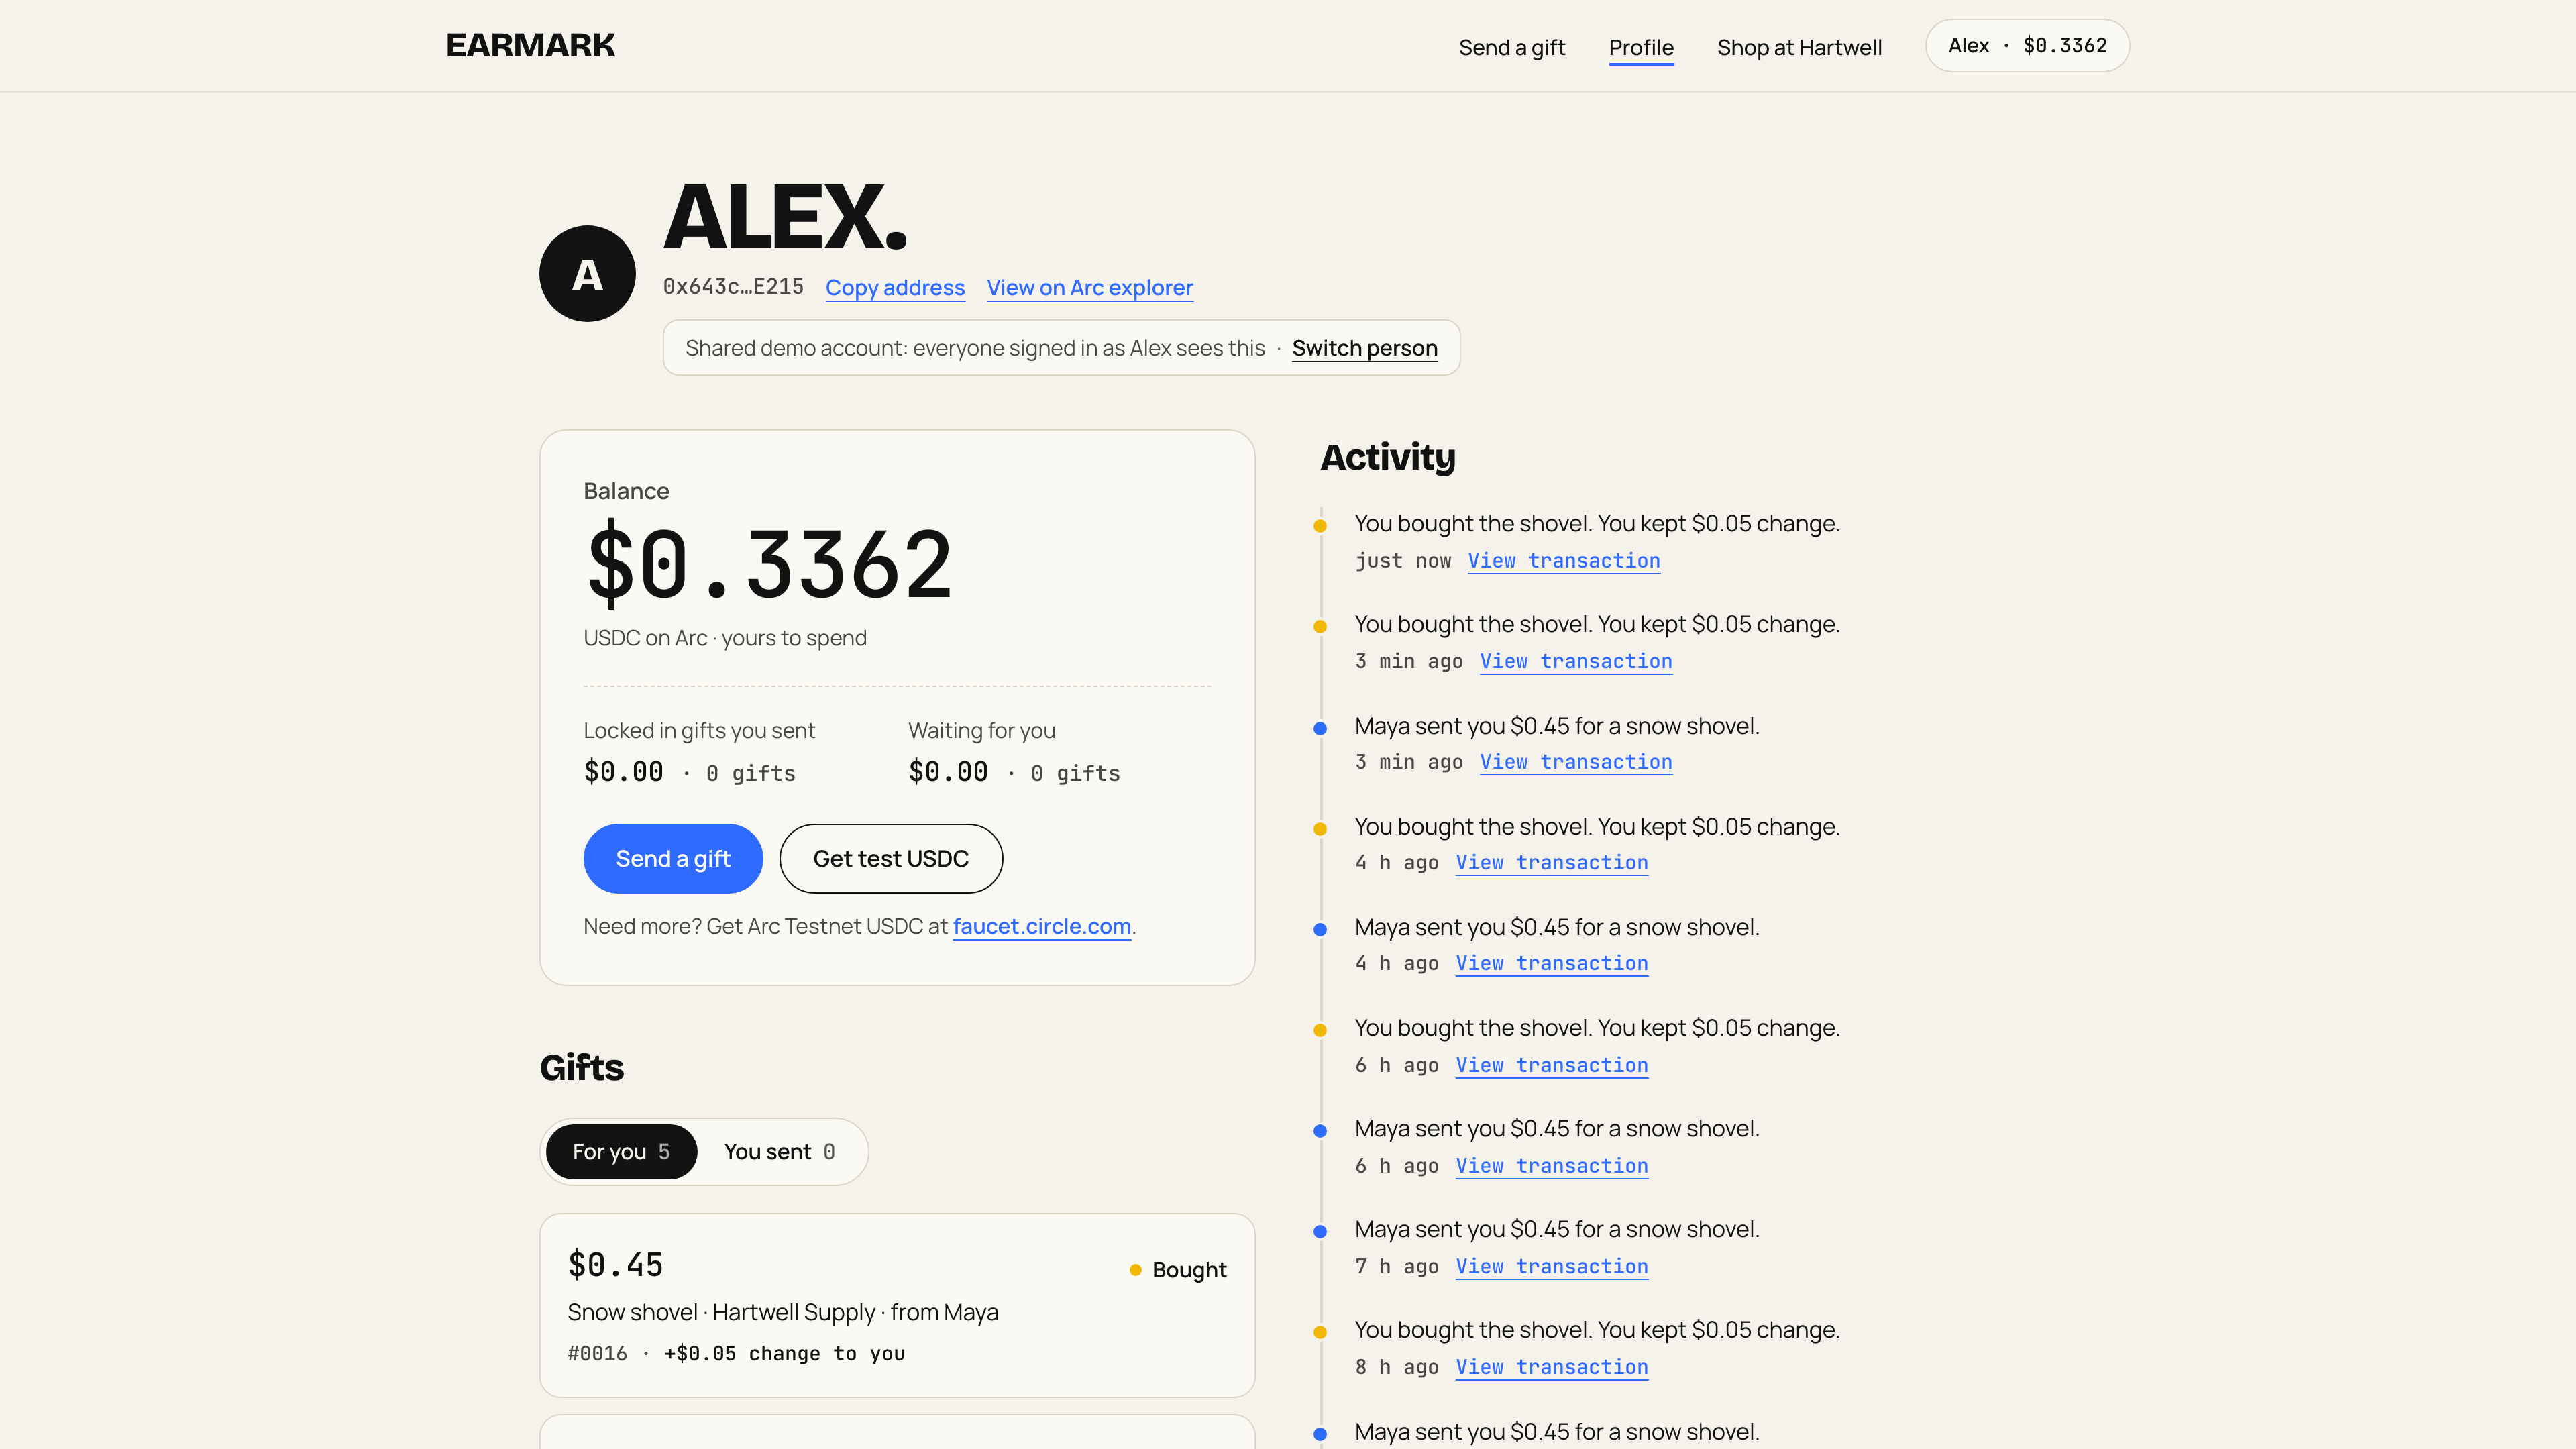 EARMARK
Send a gift
Profile
Shop at Hartwell
Alex · $0.3362
A
ALEX.
0x643c…E215 Copy address View on Arc explorer
Shared demo account: everyone signed in as Alex sees this · Switch person
Balance
$0.3362
USDC on Arc · yours to spend
Locked in gifts you sent
$0.00 · 0 gifts
Waiting for you
$0.00 · 0 gifts
Send a gift
Get test USDC
Need more? Get Arc Testnet USDC at faucet.circle.com.
Gifts
For you 5
You sent 0
$0.45
Bought
Snow shovel · Hartwell Supply · from Maya
#0016 · +$0.05 change to you
Activity
You bought the shovel. You kept $0.05 change.
just now View transaction
You bought the shovel. You kept $0.05 change.
3 min ago View transaction
Maya sent you $0.45 for a snow shovel.
3 min ago View transaction
You bought the shovel. You kept $0.05 change.
4 h ago View transaction
Maya sent you $0.45 for a snow shovel.
4 h ago View transaction
You bought the shovel. You kept $0.05 change.
6 h ago View transaction
Maya sent you $0.45 for a snow shovel.
6 h ago View transaction
Maya sent you $0.45 for a snow shovel.
7 h ago View transaction
You bought the shovel. You kept $0.05 change.
8 h ago View transaction
Maya sent you $0.45 for a snow shovel.